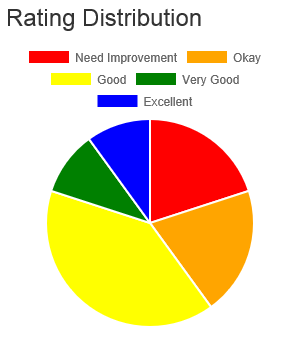 Rating Distribution
Need Improvement Okay
Good Very Good
Excellent